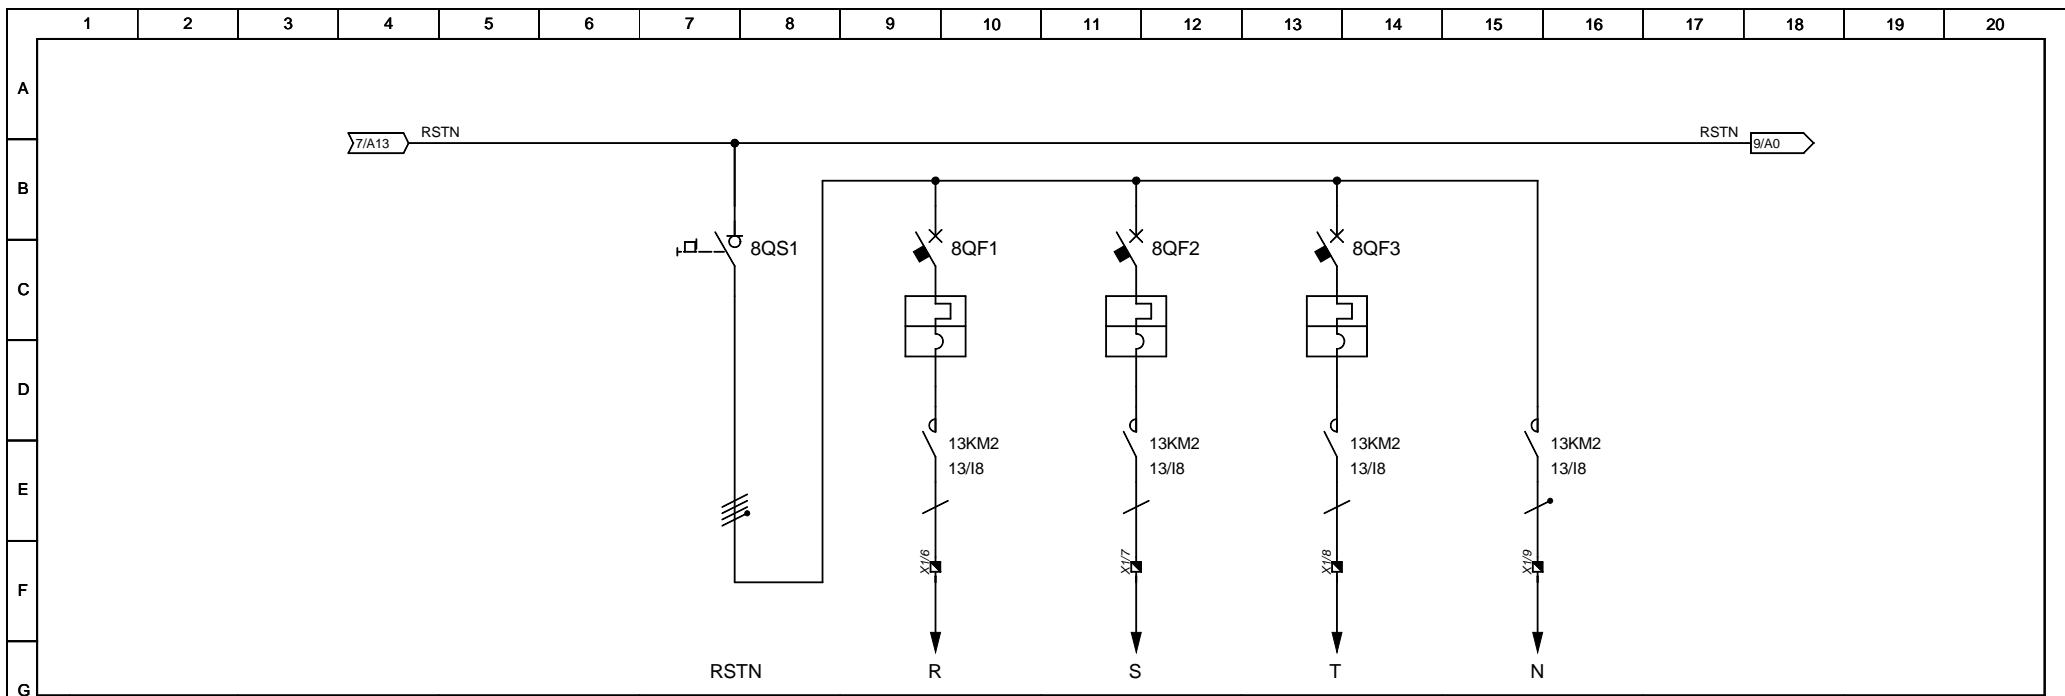 1 2 3 4 5 6 7 8 9 10 11 12 13 14 15 16 17 18 19 20
A
RSTN RSTN
7/A13 9/A0
B
8QS1 8QF1 8QF2 8QF3
C
D
13KM2 13KM2 13KM2 13KM2
13/I8 13/I8 13/I8 13/I8
E
X1/6 X1/7 X1/8 X1/9
F
RSTN R S T N
G